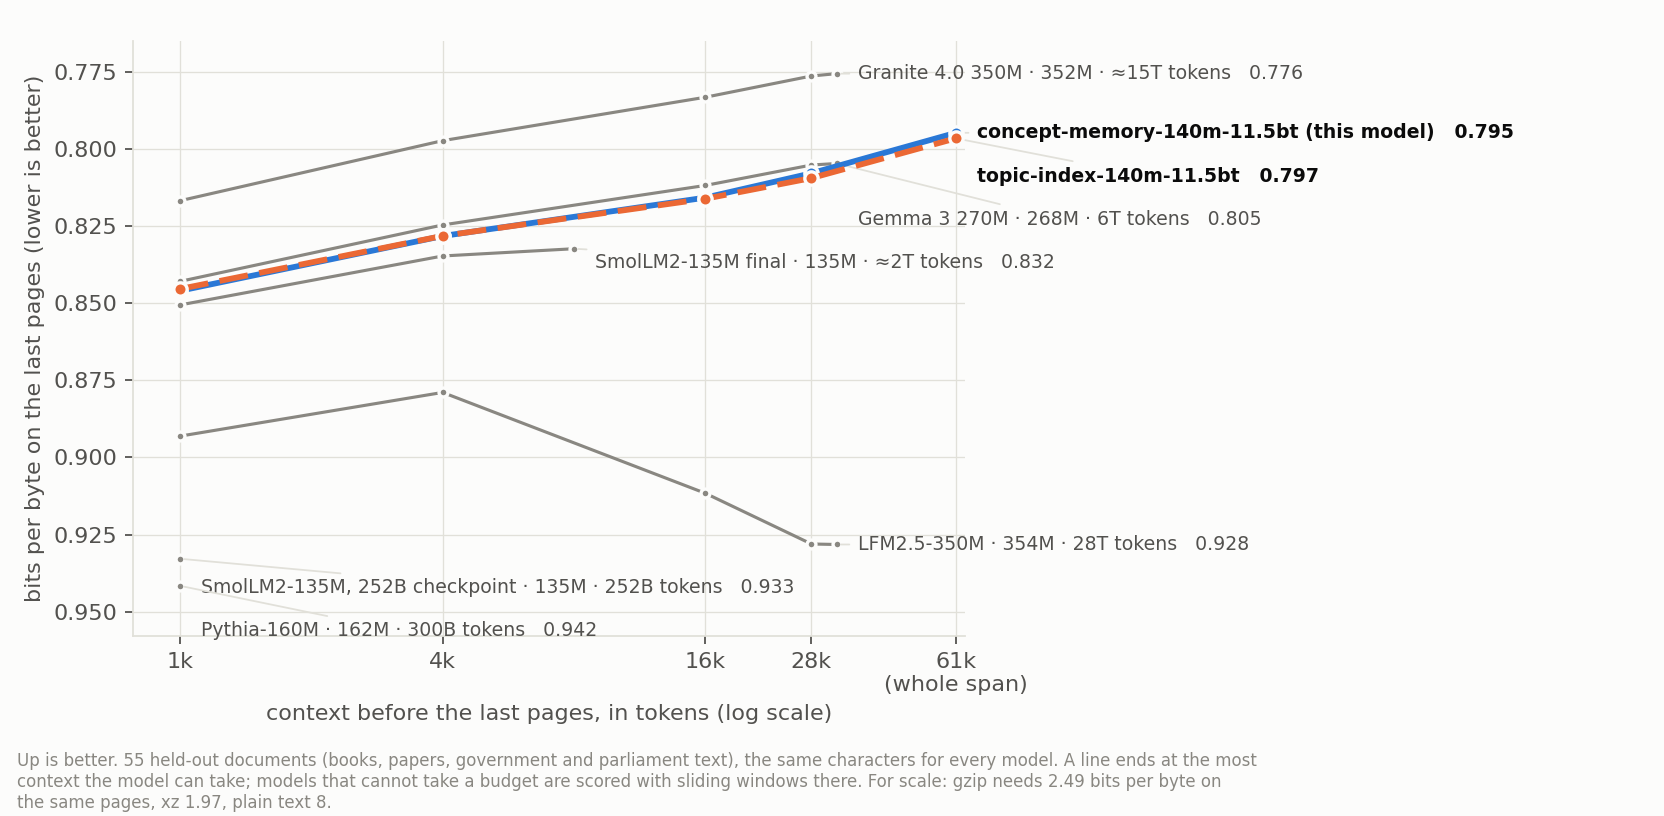 bits per byte on the last pages (lower is better)
0.775
0.800
0.825
0.850
0.875
0.900
0.925
0.950
Granite 4.0 350M · 352M · ≈15T tokens 0.776
concept-memory-140m-11.5bt (this model) 0.795
topic-index-140m-11.5bt 0.797
Gemma 3 270M · 268M · 6T tokens 0.805
SmolLM2-135M final · 135M · ≈2T tokens 0.832
LFM2.5-350M · 354M · 28T tokens 0.928
SmolLM2-135M, 252B checkpoint · 135M · 252B tokens 0.933
Pythia-160M · 162M · 300B tokens 0.942
1k 4k 16k 28k 61k
(whole span)
context before the last pages, in tokens (log scale)
Up is better. 55 held-out documents (books, papers, government and parliament text), the same characters for every model. A line ends at the most
context the model can take; models that cannot take a budget are scored with sliding windows there. For scale: gzip needs 2.49 bits per byte on
the same pages, xz 1.97, plain text 8.